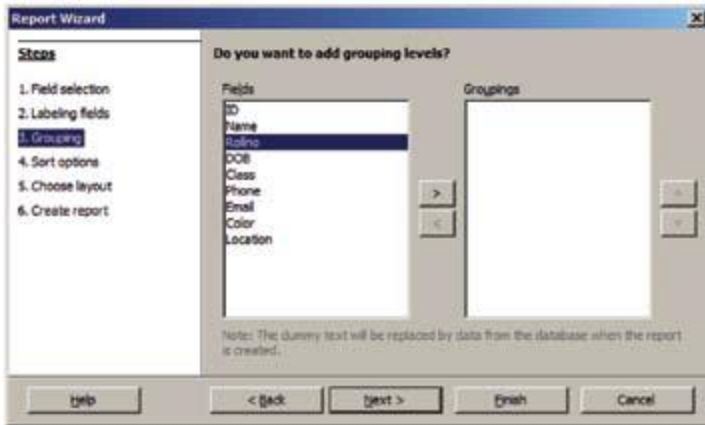 Report Wizard
Steps
1. Field selection
2. Labeling fields
3. Grouping
4. Sort options
5. Choose layout
6. Create report
Do you want to add grouping levels?
Fields
ID
Name
Rollno
DOB
Class
Phone
Email
Color
Location
>
<
Groupings
Note: The dummy text will be replaced by data from the database when the report
is created.
Help
< Back
Next >
Finish
Cancel